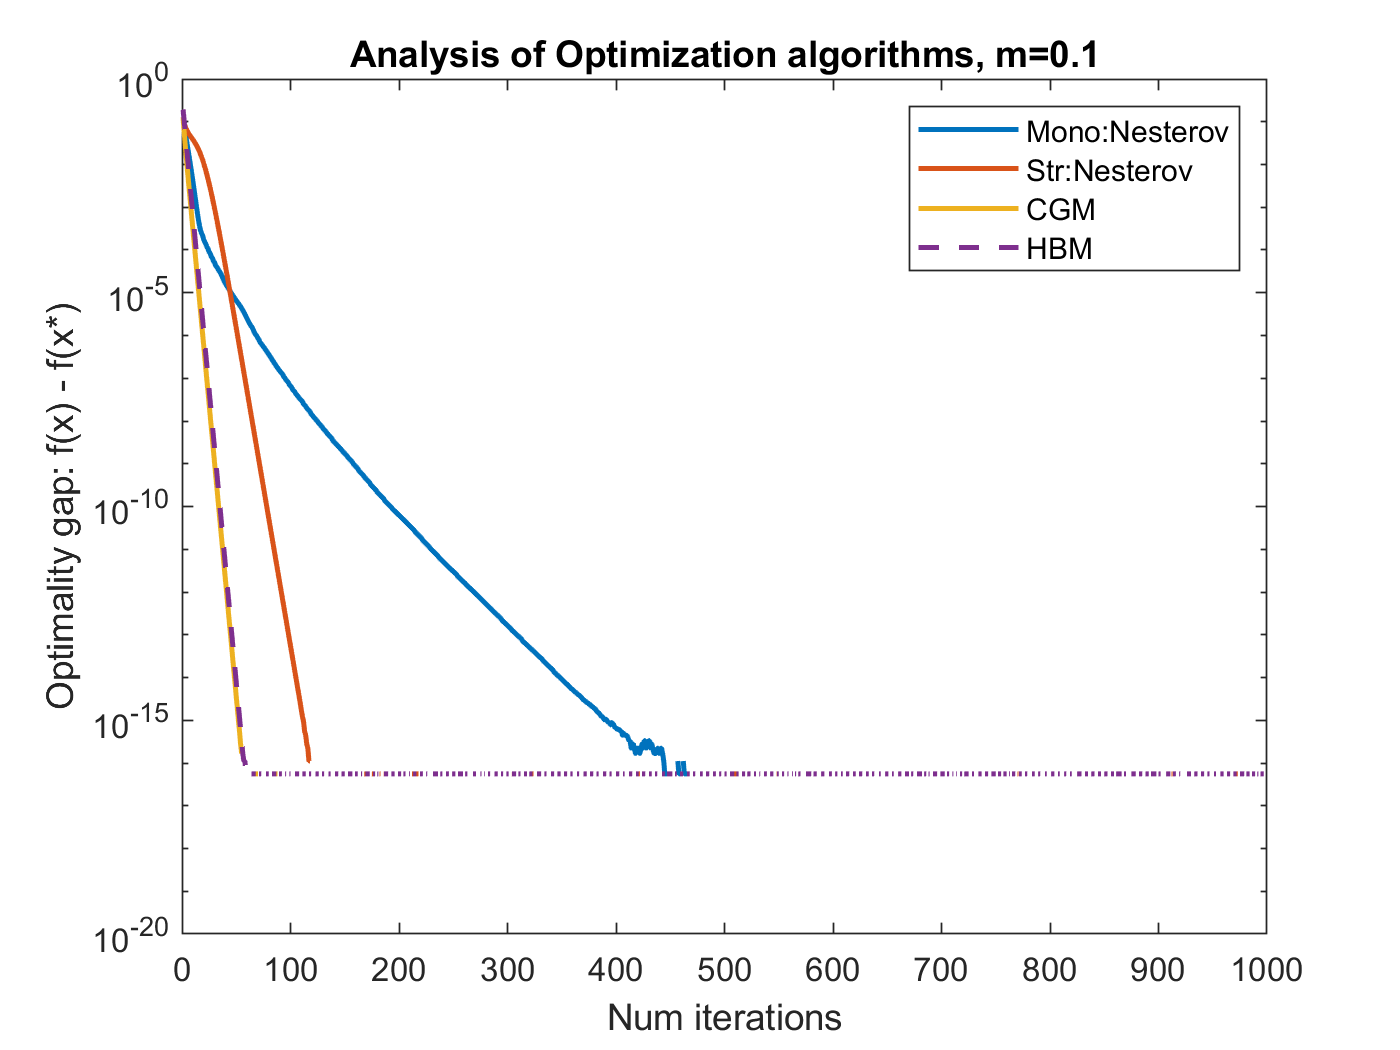 Analysis of Optimization algorithms, m=0.1
Mono:Nesterov
Str:Nesterov
CGM
HBM
10^0
10^-5
10^-10
10^-15
10^-20
Optimality gap: f(x) - f(x*)
0 100 200 300 400 500 600 700 800 900 1000
Num iterations